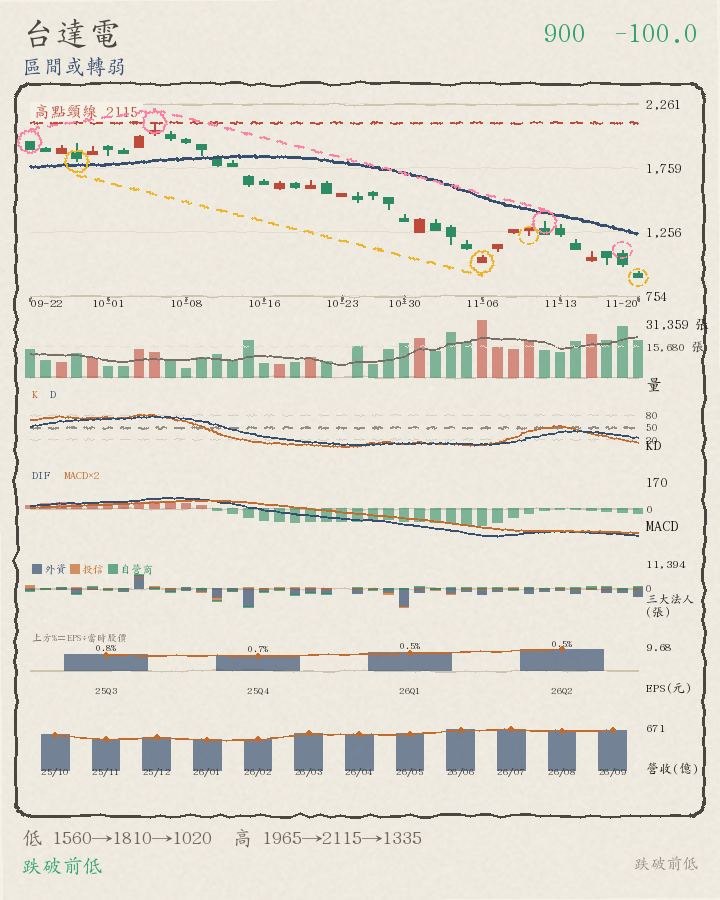 台達電
900 -100.0
區間或轉弱
高點頸線 2115
2,261
1,759
1,256
754
09-22 10-01 10-08 10-16 10-23 10-30 11-06 11-13 11-20
31,359 張
15,680 張
量
K D
80
50
20
KD
DIF MACD×2
170
0
MACD
外資 投信 自營商
11,394
0
三大法人
(張)
上方%=EPS÷當時股價
0.8% 0.7% 0.5% 0.5%
9.68
25Q3 25Q4 26Q1 26Q2
EPS(元)
671
25/10 25/11 25/12 26/01 26/02 26/03 26/04 26/05 26/06 26/07 26/08 26/09
營收(億)
低 1560→1810→1020 高 1965→2115→1335
跌破前低
跌破前低